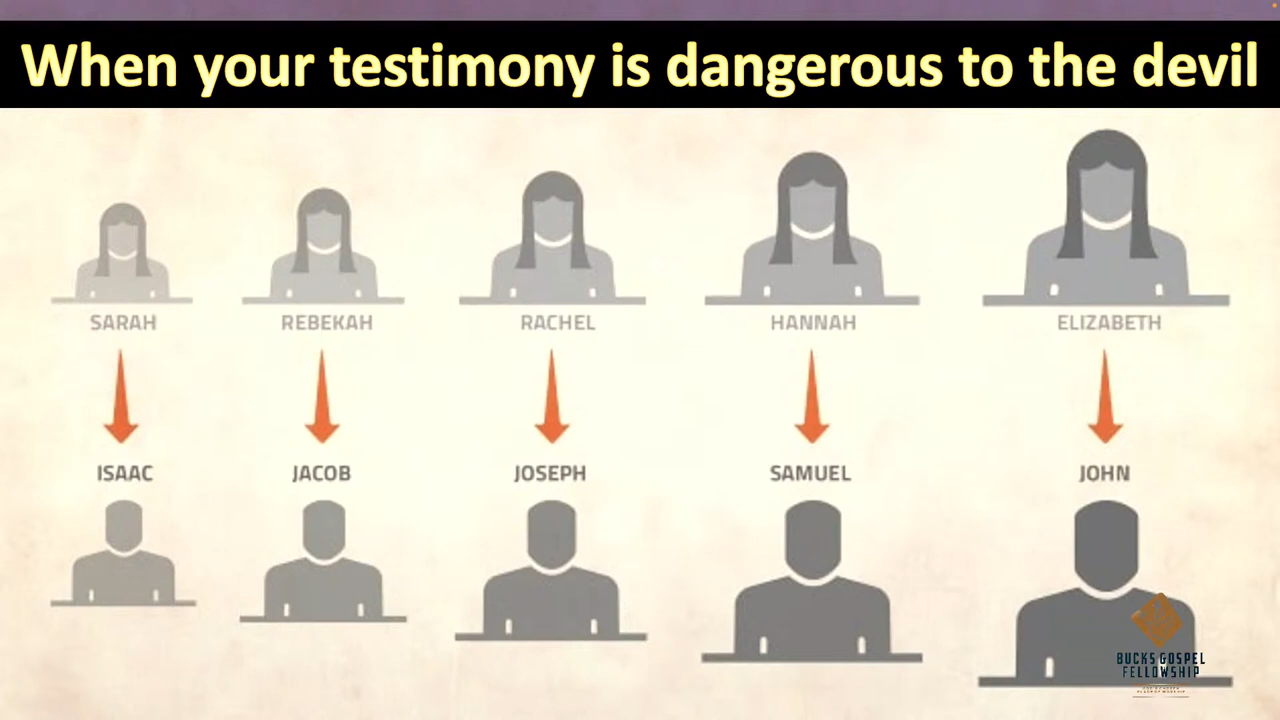 When your testimony is dangerous to the devil
SARAH
REBEKAH
RACHEL
HANNAH
ELIZABETH
ISAAC
JACOB
JOSEPH
SAMUEL
JOHN
BUCKS GOSPEL
FELLOWSHIP